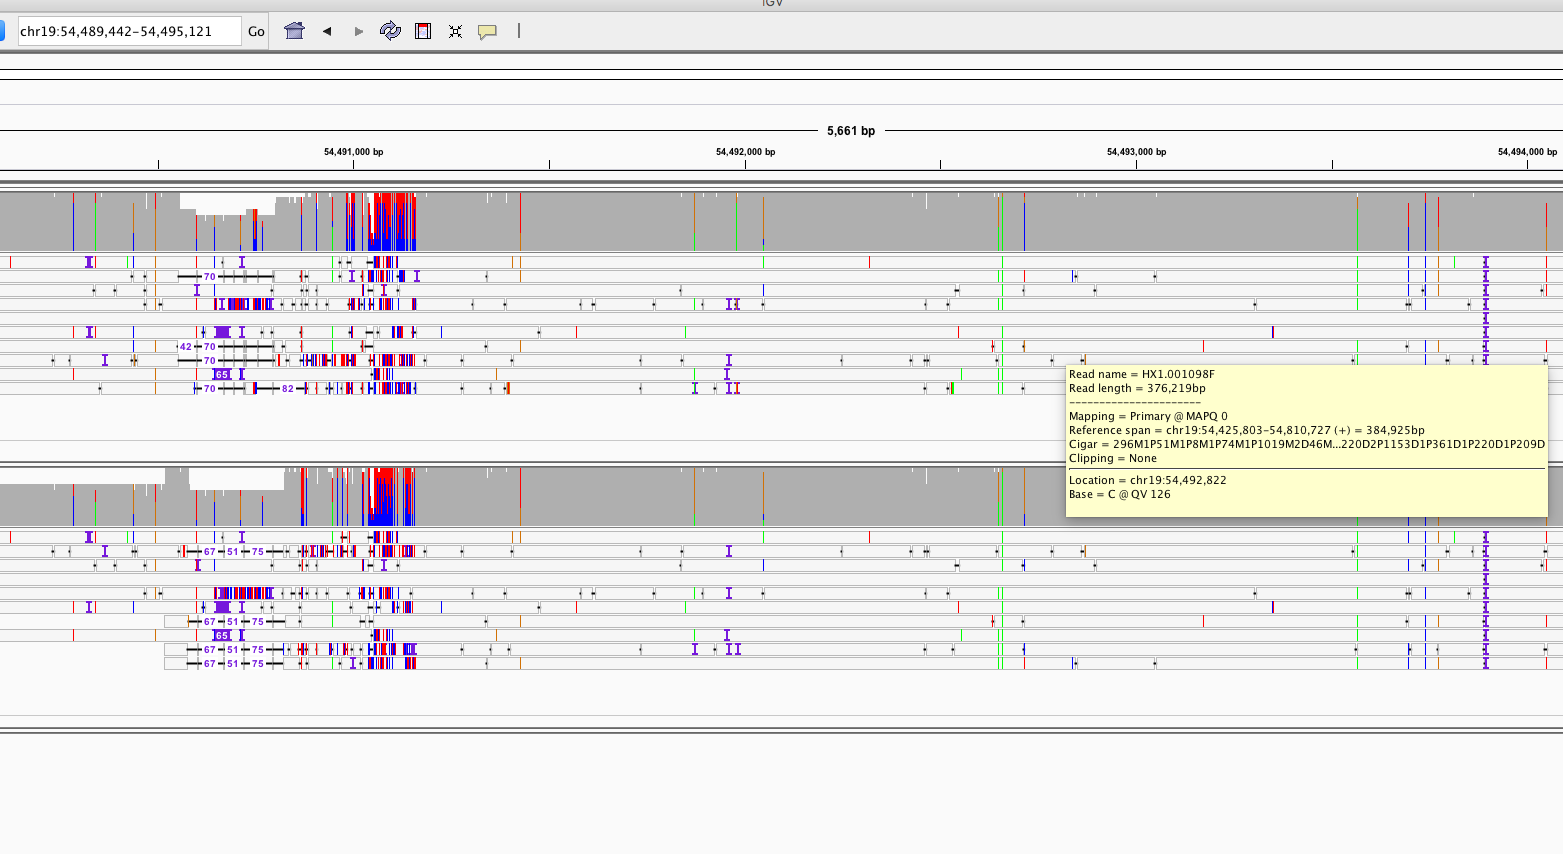 IGV
chr19:54,489,442-54,495,121 Go
5,661 bp
54,491,000 bp 54,492,000 bp 54,493,000 bp 54,494,000 bp
70
42 70
70
65
70 82
Read name = HX1.001098F
Read length = 376,219bp
----------------------
Mapping = Primary @ MAPQ 0
Reference span = chr19:54,425,803-54,810,727 (+) = 384,925bp
Cigar = 296M1P51M1P8M1P74M1P1019M2D46M...220D2P1153D1P361D1P220D1P209D
Clipping = None
Location = chr19:54,492,822
Base = C @ QV 126
67 51 75
67 51 75
65
67 51 75
67 51 75